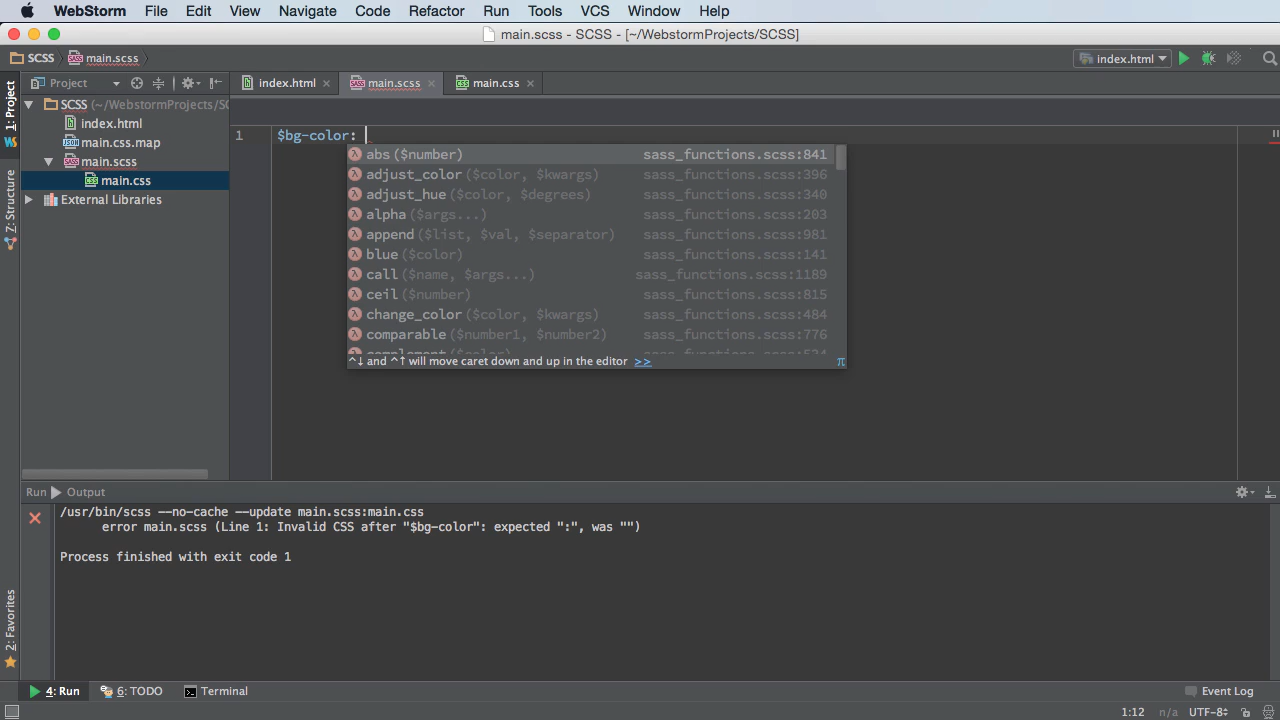 WebStorm File Edit View Navigate Code Refactor Run Tools VCS Window Help
main.scss - SCSS - [~/WebstormProjects/SCSS]
SCSS main.scss index.html
1: Project
Z: Structure
2: Favorites
Project
index.html main.scss main.css
SCSS (~/WebstormProjects/SC
index.html
main.css.map
main.scss
main.css
External Libraries
1 $bg-color:
abs($number) sass_functions.scss:841
adjust_color($color, $kwargs) sass_functions.scss:396
adjust_hue($color, $degrees) sass_functions.scss:340
alpha($args...) sass_functions.scss:203
append($list, $val, $separator) sass_functions.scss:981
blue($color) sass_functions.scss:141
call($name, $args...) sass_functions.scss:1189
ceil($number) sass_functions.scss:815
change_color($color, $kwargs) sass_functions.scss:484
comparable($number1, $number2) sass_functions.scss:776
complement($color) sass_functions.scss:534
^↓ and ^↑ will move caret down and up in the editor >> π
Run Output
/usr/bin/scss --no-cache --update main.scss:main.css
error main.scss (Line 1: Invalid CSS after "$bg-color": expected ":", was "")
Process finished with exit code 1
4: Run 6: TODO Terminal Event Log
1:12 n/a UTF-8